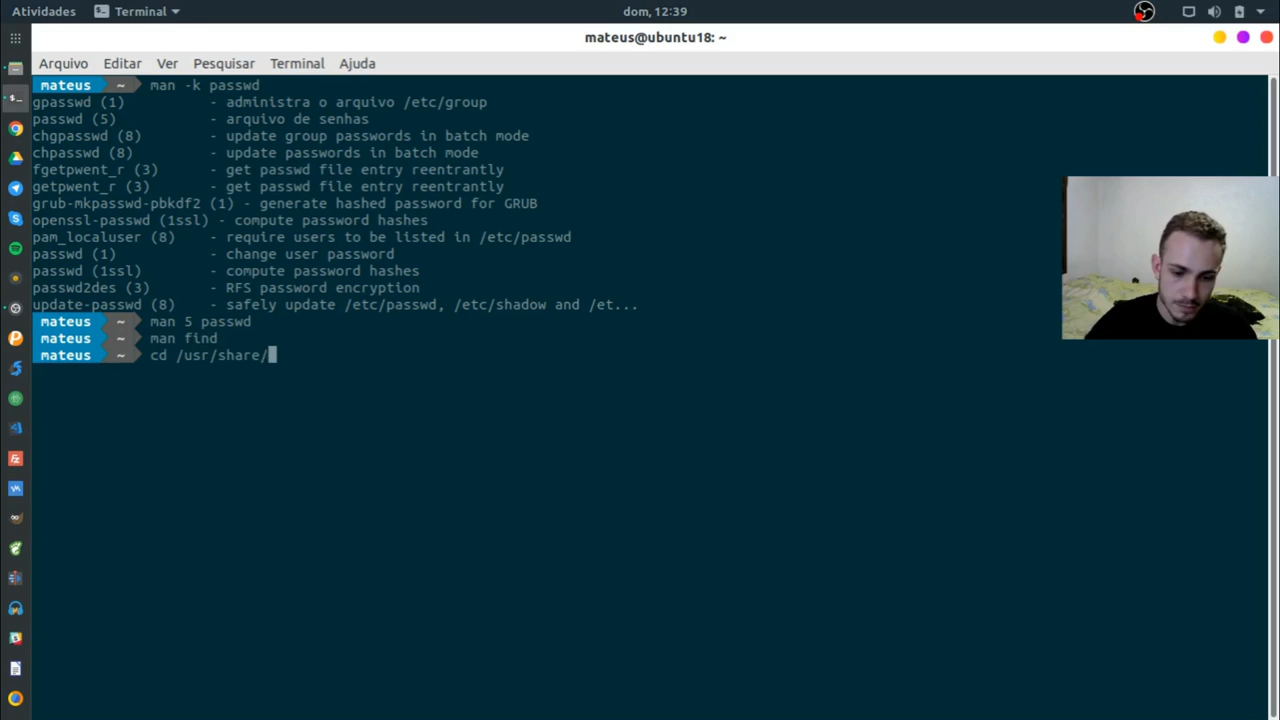 Atividades Terminal dom, 12:39
mateus@ubuntu18: ~
Arquivo Editar Ver Pesquisar Terminal Ajuda
mateus ~ man -k passwd
gpasswd (1) - administra o arquivo /etc/group
passwd (5) - arquivo de senhas
chgpasswd (8) - update group passwords in batch mode
chpasswd (8) - update passwords in batch mode
fgetpwent_r (3) - get passwd file entry reentrantly
getpwent_r (3) - get passwd file entry reentrantly
grub-mkpasswd-pbkdf2 (1) - generate hashed password for GRUB
openssl-passwd (1ssl) - compute password hashes
pam_localuser (8) - require users to be listed in /etc/passwd
passwd (1) - change user password
passwd (1ssl) - compute password hashes
passwd2des (3) - RFS password encryption
update-passwd (8) - safely update /etc/passwd, /etc/shadow and /et...
mateus ~ man 5 passwd
mateus ~ man find
mateus ~ cd /usr/share/